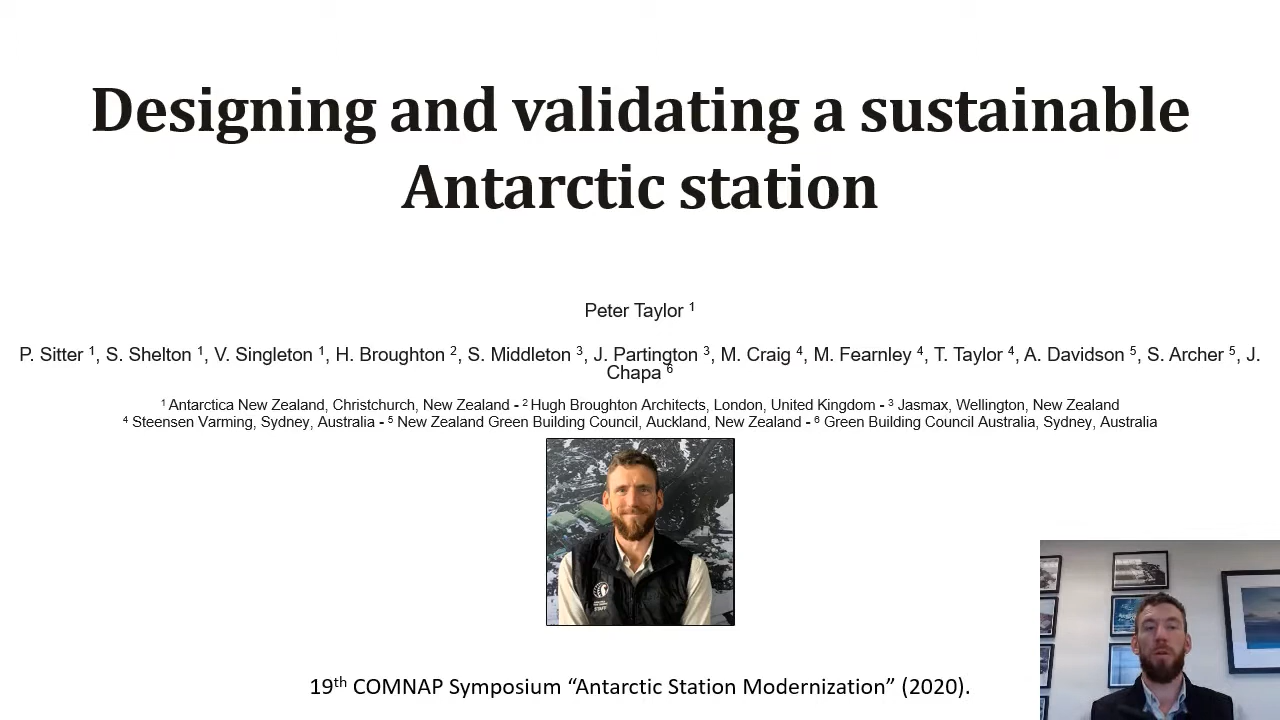 Designing and validating a sustainable
Antarctic station
Peter Taylor ¹
P. Sitter ¹, S. Shelton ¹, V. Singleton ¹, H. Broughton ², S. Middleton ³, J. Partington ³, M. Craig ⁴, M. Fearnley ⁴, T. Taylor ⁴, A. Davidson ⁵, S. Archer ⁵, J.
Chapa ⁶
¹ Antarctica New Zealand, Christchurch, New Zealand - ² Hugh Broughton Architects, London, United Kingdom - ³ Jasmax, Wellington, New Zealand
⁴ Steensen Varming, Sydney, Australia - ⁵ New Zealand Green Building Council, Auckland, New Zealand - ⁶ Green Building Council Australia, Sydney, Australia
STAFF
19ᵗʰ COMNAP Symposium “Antarctic Station Modernization” (2020).